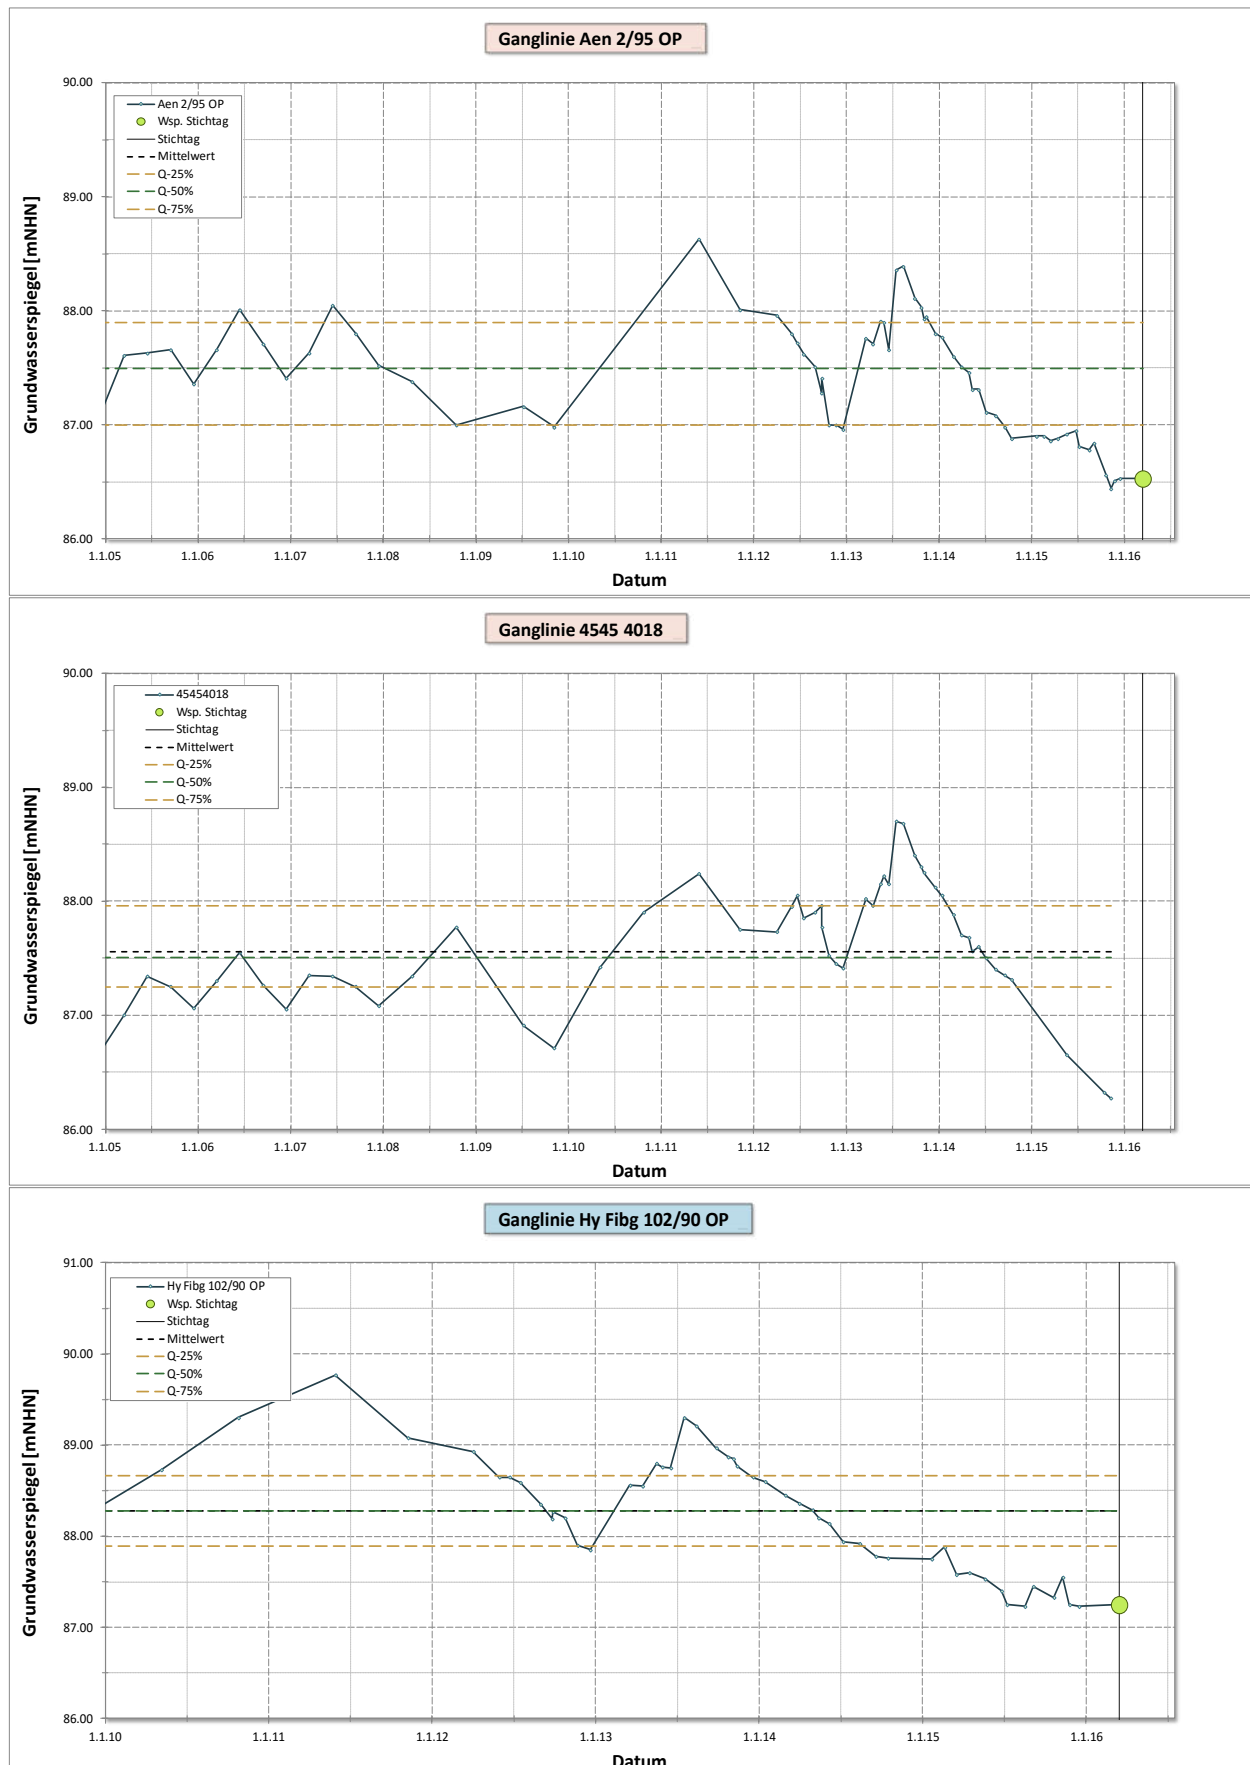 Ganglinie Aen 2/95 OP
90.00
89.00
88.00
87.00
86.00
Grundwasserspiegel [mNHN]
Aen 2/95 OP
Wsp. Stichtag
Stichtag
Mittelwert
Q-25%
Q-50%
Q-75%
1.1.05 1.1.06 1.1.07 1.1.08 1.1.09 1.1.10 1.1.11 1.1.12 1.1.13 1.1.14 1.1.15 1.1.16
Datum
Ganglinie 4545 4018
90.00
89.00
88.00
87.00
86.00
Grundwasserspiegel [mNHN]
45454018
Wsp. Stichtag
Stichtag
Mittelwert
Q-25%
Q-50%
Q-75%
1.1.05 1.1.06 1.1.07 1.1.08 1.1.09 1.1.10 1.1.11 1.1.12 1.1.13 1.1.14 1.1.15 1.1.16
Datum
Ganglinie Hy Fibg 102/90 OP
91.00
90.00
89.00
88.00
87.00
86.00
Grundwasserspiegel [mNHN]
Hy Fibg 102/90 OP
Wsp. Stichtag
Stichtag
Mittelwert
Q-25%
Q-50%
Q-75%
1.1.10 1.1.11 1.1.12 1.1.13 1.1.14 1.1.15 1.1.16
Datum